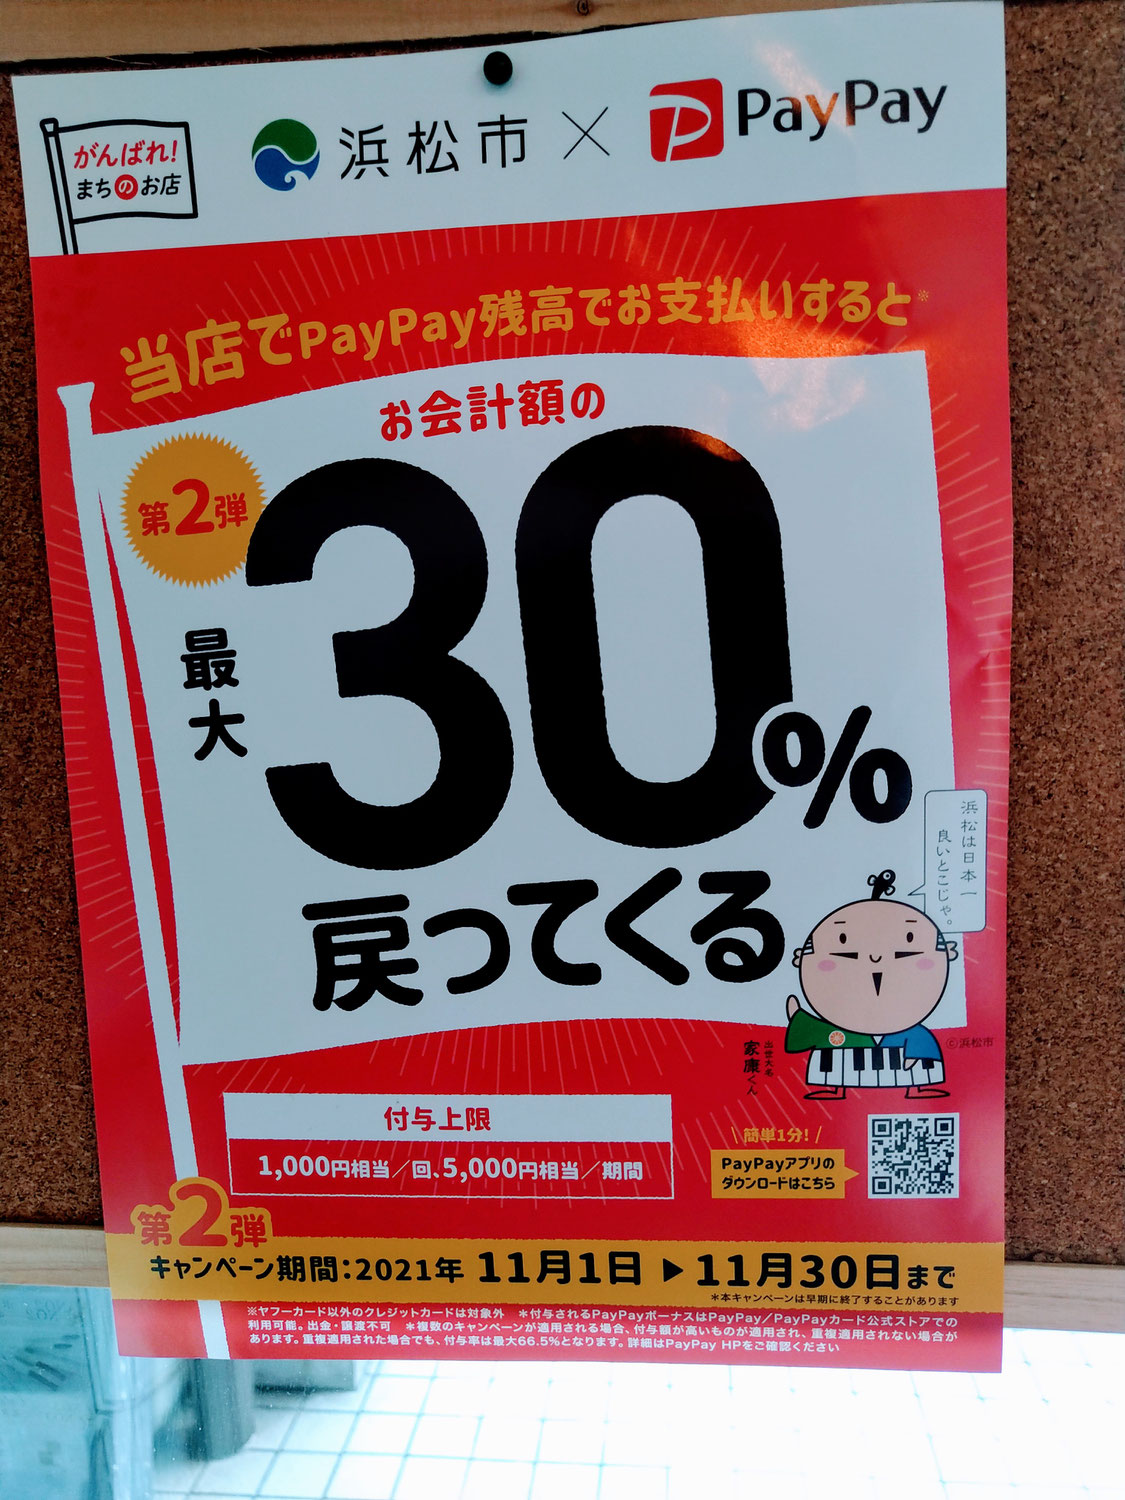 がんばれ!
まちのお店
浜松市 × PayPay
当店でPayPay残高でお支払いすると※
お会計額の
第2弾
最大
30%
戻ってくる
浜松は日本一
良いとこじゃ。
出世大名
家康くん
©浜松市
付与上限
1,000円相当/回、5,000円相当/期間
簡単1分!
PayPayアプリの
ダウンロードはこちら
第2弾
キャンペーン期間:2021年 11月1日▶11月30日まで
*本キャンペーンは早期に終了することがあります
※ヤフーカード以外のクレジットカードは対象外 *付与されるPayPayボーナスはPayPay/PayPayカード公式ストアでの
利用可能。出金・譲渡不可 *複数のキャンペーンが適用される場合、付与額が高いものが適用され、重複適用されない場合が
あります。重複適用された場合でも、付与率は最大66.5%となります。詳細はPayPay HPをご確認ください